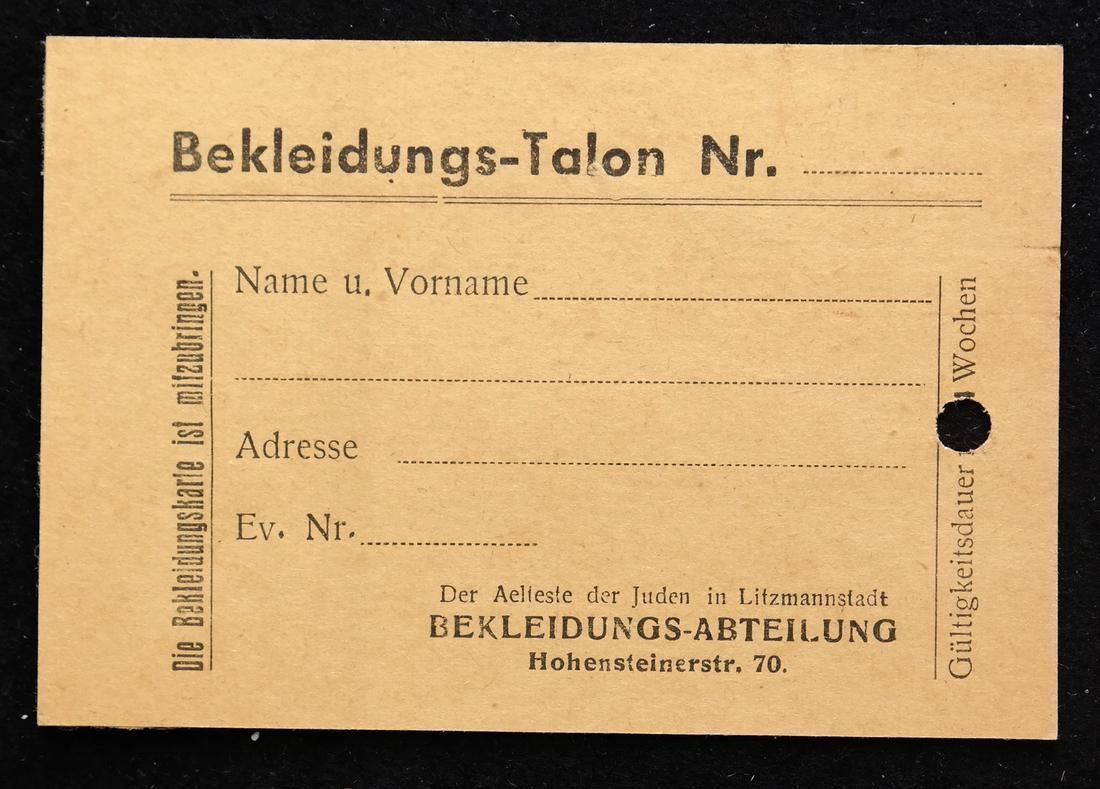 Bekleidungs-Talon Nr.
Die Bekleidungskarte ist mitzubringen.
Name u. Vorname
Adresse
Ev. Nr.
Der Aelteste der Juden in Litzmannstadt
BEKLEIDUNGS-ABTEILUNG
Hohensteinerstr. 70.
Gültigkeitsdauer Wochen